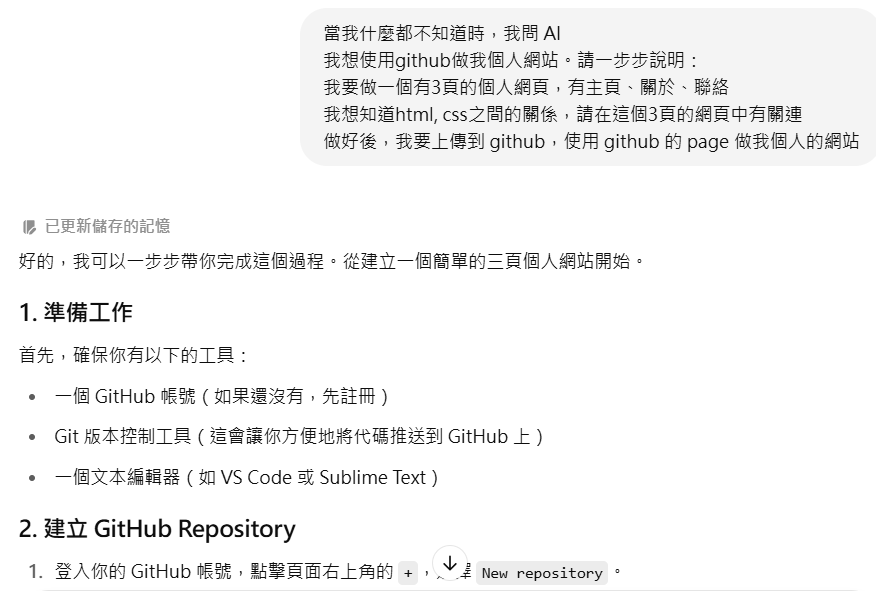 當我什麼都不知道時，我問 AI
我想使用github做我個人網站。請一步步說明：
我要做一個有3頁的個人網頁，有主頁、關於、聯絡
我想知道html, css之間的關係，請在這個3頁的網頁中有關連
做好後，我要上傳到 github，使用 github 的 page 做我個人的網站
已更新儲存的記憶
好的，我可以一步步帶你完成這個過程。從建立一個簡單的三頁個人網站開始。
1. 準備工作
首先，確保你有以下的工具：
• 一個 GitHub 帳號（如果還沒有，先註冊）
• Git 版本控制工具（這會讓你方便地將代碼推送到 GitHub 上）
• 一個文本編輯器（如 VS Code 或 Sublime Text）
2. 建立 GitHub Repository
1. 登入你的 GitHub 帳號，點擊頁面右上角的 + ，擇 New repository 。